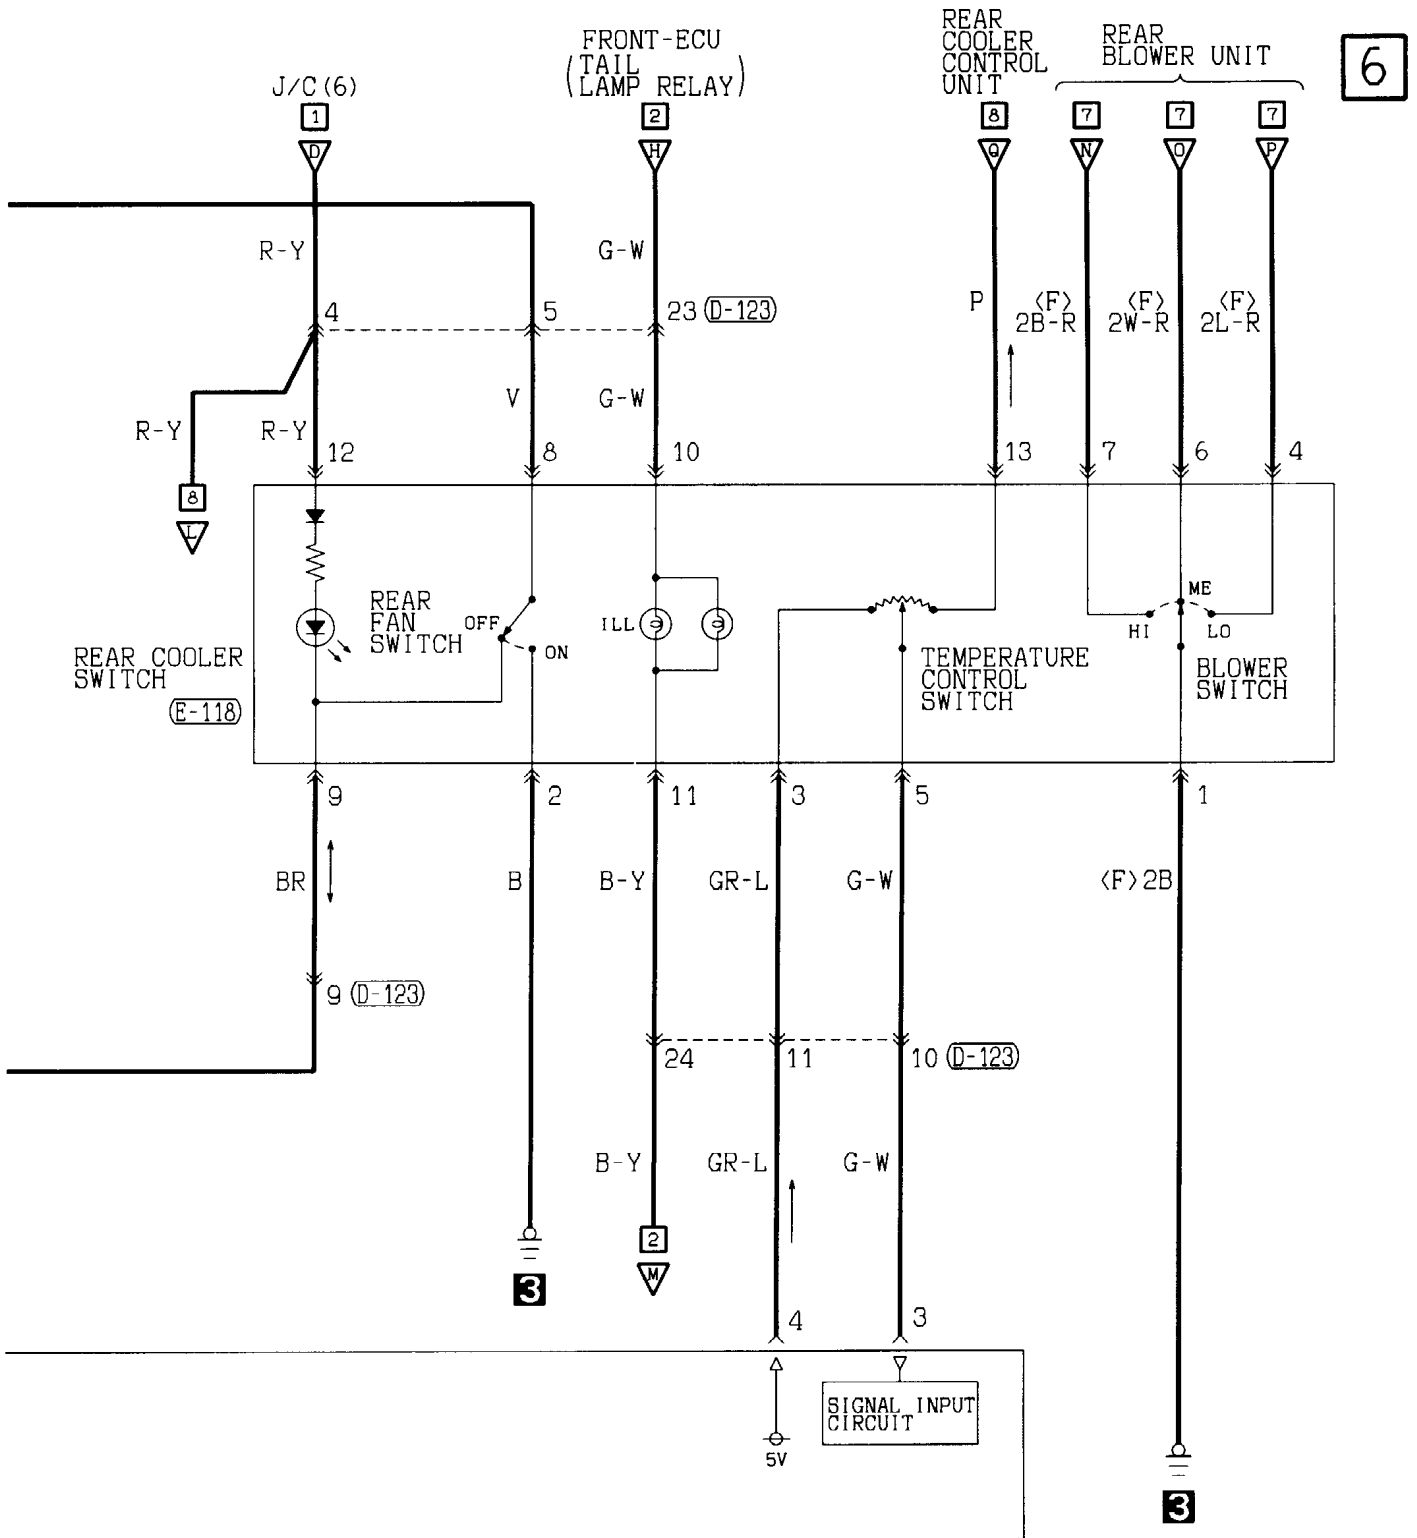 REAR
COOLER
CONTROL
UNIT
REAR
BLOWER UNIT
6
FRONT-ECU
(TAIL
LAMP RELAY)
J/C(6)
1
2
8
7
7
7
D
H
Q
N
O
P
R-Y
G-W
P
<F>
2B-R
<F>
2W-R
<F>
2L-R
4
5
23
D-123
V
G-W
R-Y
R-Y
12
8
10
13
7
6
4
8
L
REAR
FAN
SWITCH
OFF
ON
ILL
ME
HI
LO
REAR COOLER
SWITCH
E-118
TEMPERATURE
CONTROL
SWITCH
BLOWER
SWITCH
9
2
11
3
5
1
BR
B
B-Y
GR-L
G-W
<F>2B
9
D-123
24
11
10
D-123
B-Y
GR-L
G-W
2
M
3
4
3
SIGNAL INPUT
CIRCUIT
5V
3